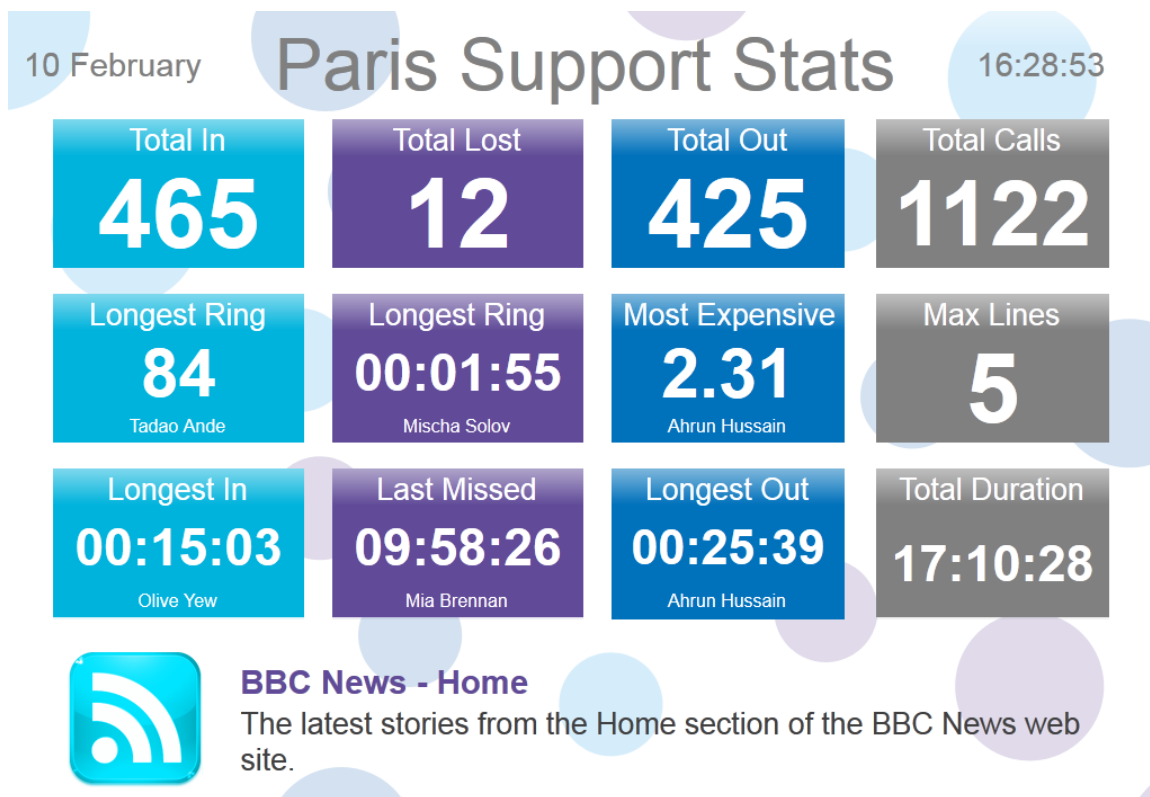 10 February
Paris Support Stats
16:28:53
Total In
465
Total Lost
12
Total Out
425
Total Calls
1122
Longest Ring
84
Tadao Ande
Longest Ring
00:01:55
Mischa Solov
Most Expensive
2.31
Ahrun Hussain
Max Lines
5
Longest In
00:15:03
Olive Yew
Last Missed
09:58:26
Mia Brennan
Longest Out
00:25:39
Ahrun Hussain
Total Duration
17:10:28
BBC News - Home
The latest stories from the Home section of the BBC News web
site.